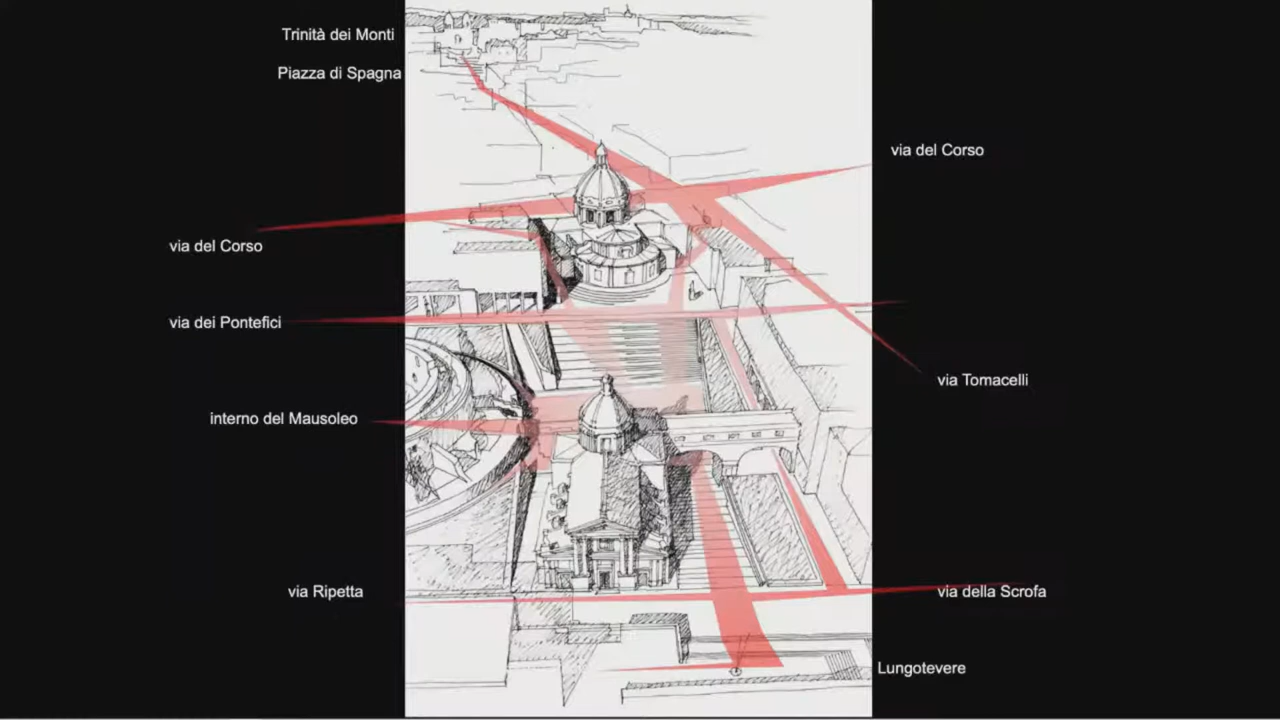 Trinità dei Monti
Piazza di Spagna
via del Corso
via del Corso
via dei Pontefici
via Tomacelli
interno del Mausoleo
via Ripetta
via della Scrofa
Lungotevere